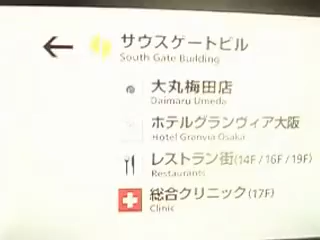 サウスゲートビル
South Gate Building
大丸梅田店
Daimaru Umeda
ホテルグランヴィア大阪
Hotel Granvia Osaka
レストラン街(14F/16F/19F)
Restaurants
総合クリニック(17F)
Clinic